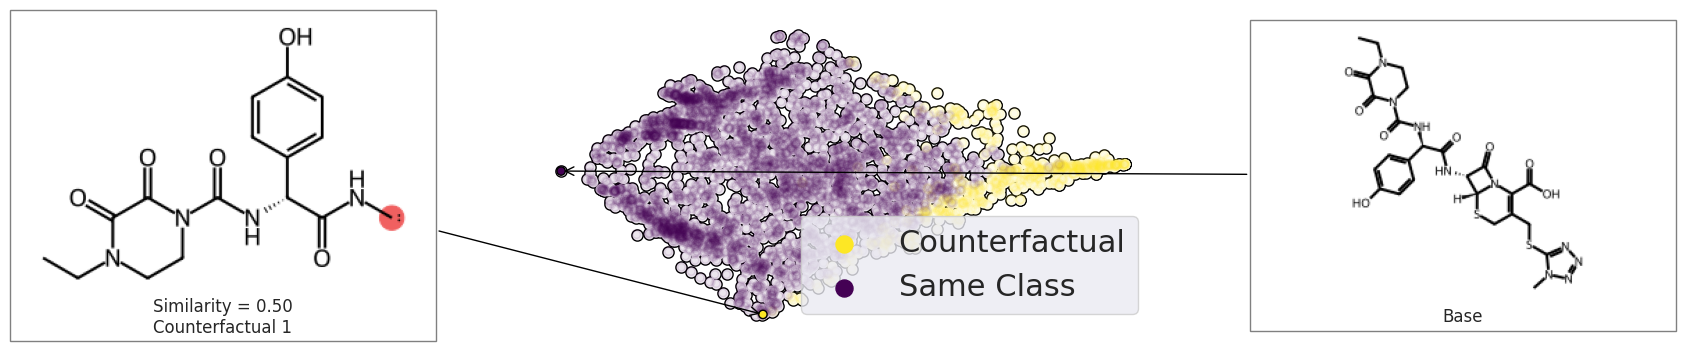 OH
O
O
O
H
N
O
N
N
H
O
N
:
Similarity = 0.50
Counterfactual 1
Counterfactual
Same Class
N
O
O
N
O
NH
O
HN
O
HO
H
N
S
O
OH
S
N
N
N
N
Base